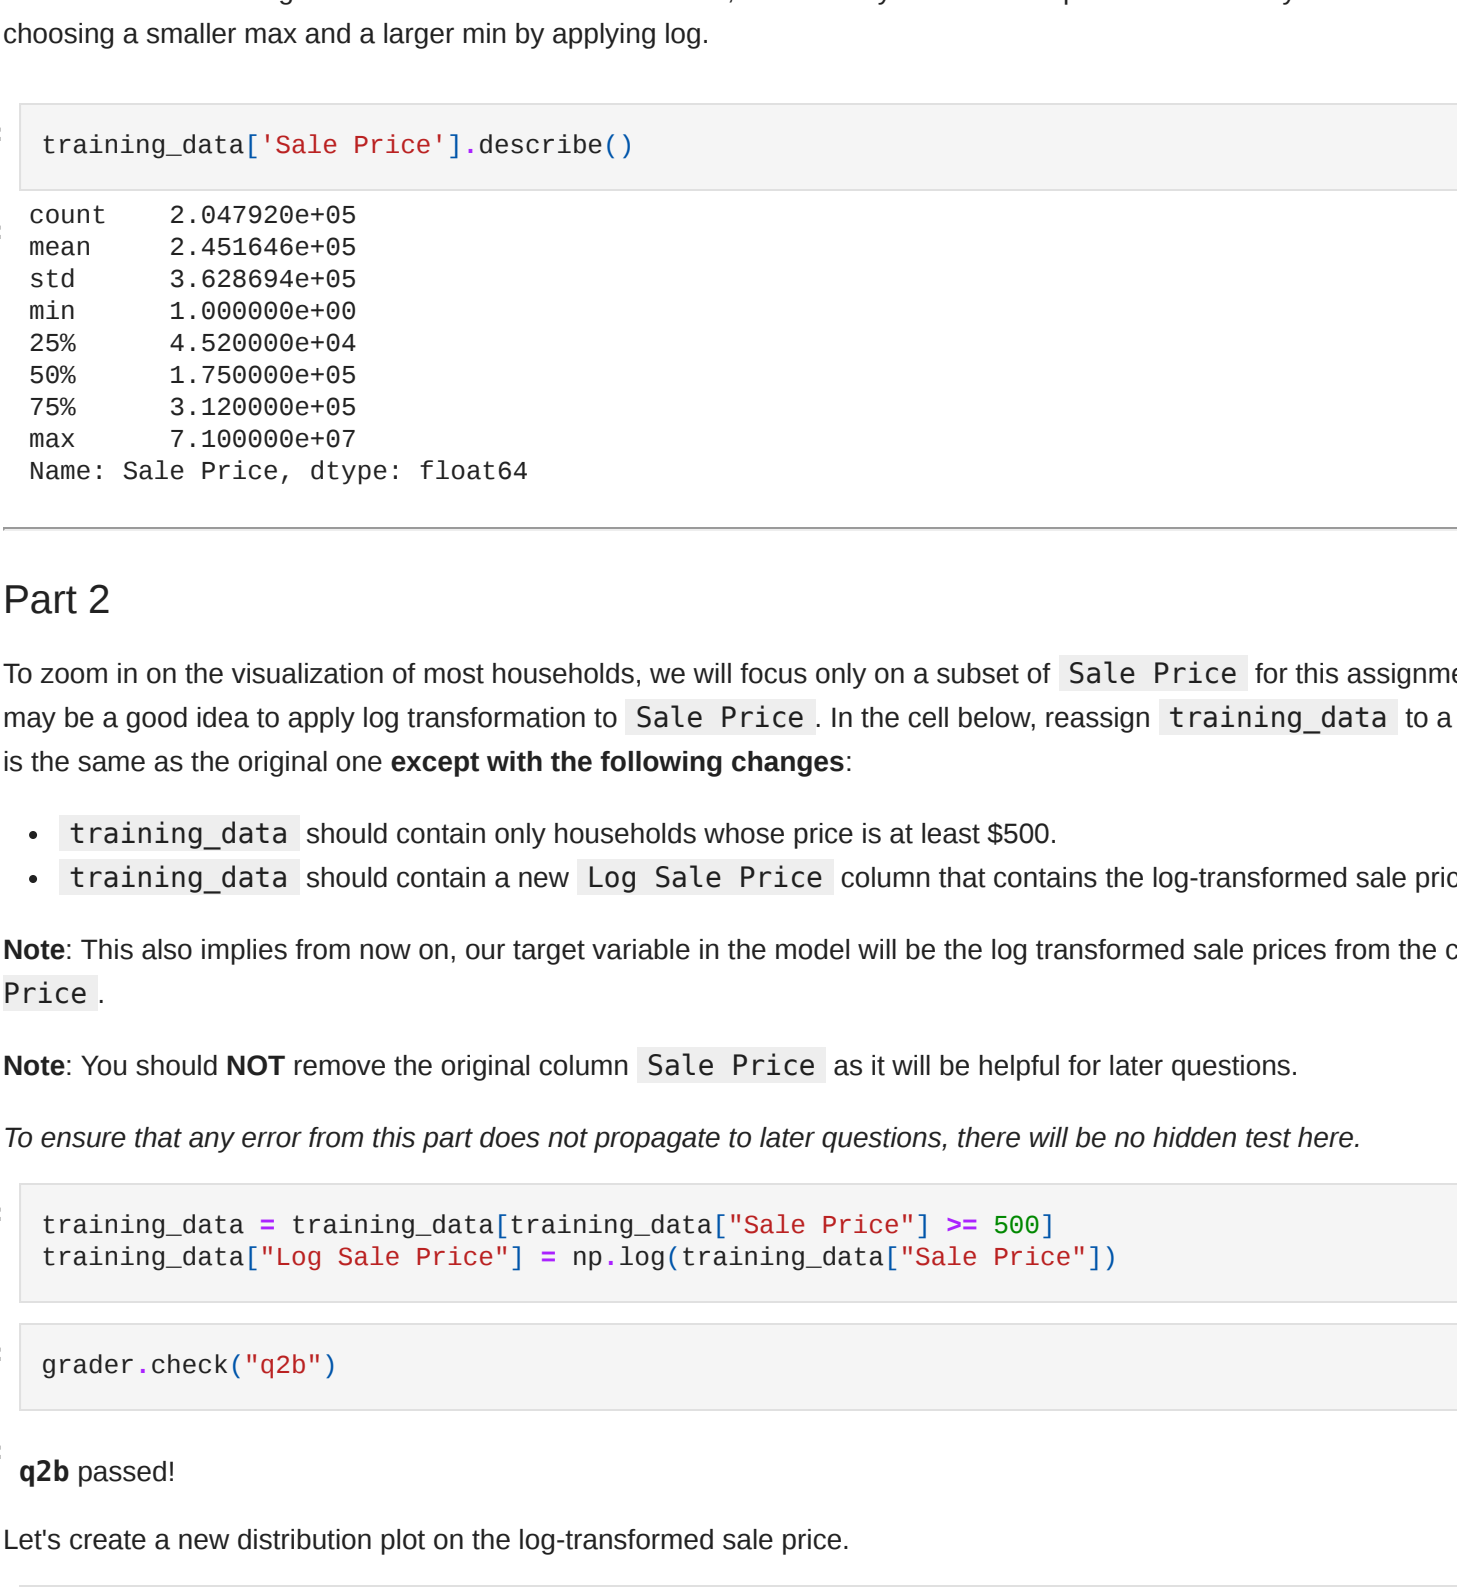 choosing a smaller max and a larger min by applying log.
training_data['Sale Price'].describe()
count    2.047920e+05
mean     2.451646e+05
std      3.628694e+05
min      1.000000e+00
25%      4.520000e+04
50%      1.750000e+05
75%      3.120000e+05
max      7.100000e+07
Name: Sale Price, dtype: float64
Part 2
To zoom in on the visualization of most households, we will focus only on a subset of Sale Price for this
may be a good idea to apply log transformation to Sale Price . In the cell below, reassign training_data to a
is the same as the original one except with the following changes:
• training_data should contain only households whose price is at least $500.
• training_data should contain a new Log Sale Price column that contains the log-transformed sale
Note: This also implies from now on, our target variable in the model will be the log transformed sale prices from the
Price .
Note: You should NOT remove the original column Sale Price as it will be helpful for later questions.
To ensure that any error from this part does not propagate to later questions, there will be no hidden test here.
training_data = training_data[training_data["Sale Price"] >= 500]
training_data["Log Sale Price"] = np.log(training_data["Sale Price"])
grader.check("q2b")
q2b passed!
Let's create a new distribution plot on the log-transformed sale price.